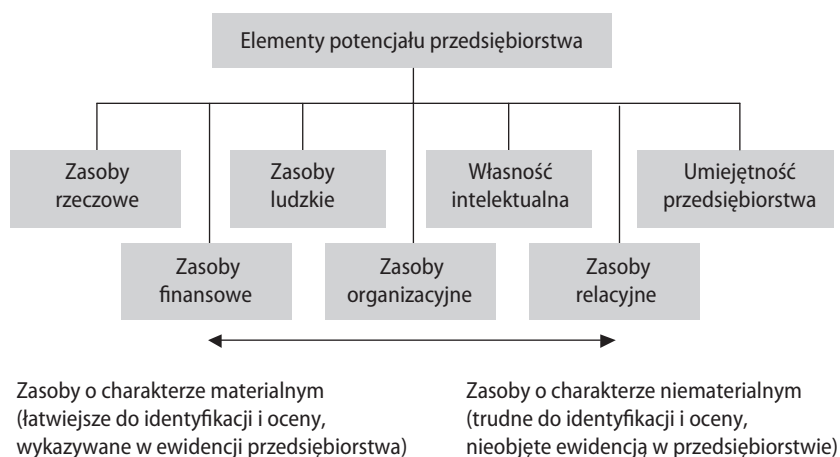 Elementy potencjału przedsiębiorstwa
Zasoby
rzeczowe
Zasoby
ludzkie
Własność
intelektualna
Umiejętność
przedsiębiorstwa
Zasoby
finansowe
Zasoby
organizacyjne
Zasoby
relacyjne
Zasoby o charakterze materialnym
(łatwiejsze do identyfikacji i oceny,
wykazywane w ewidencji przedsiębiorstwa)
Zasoby o charakterze niematerialnym
(trudne do identyfikacji i oceny,
nieobjęte ewidencją w przedsiębiorstwie)